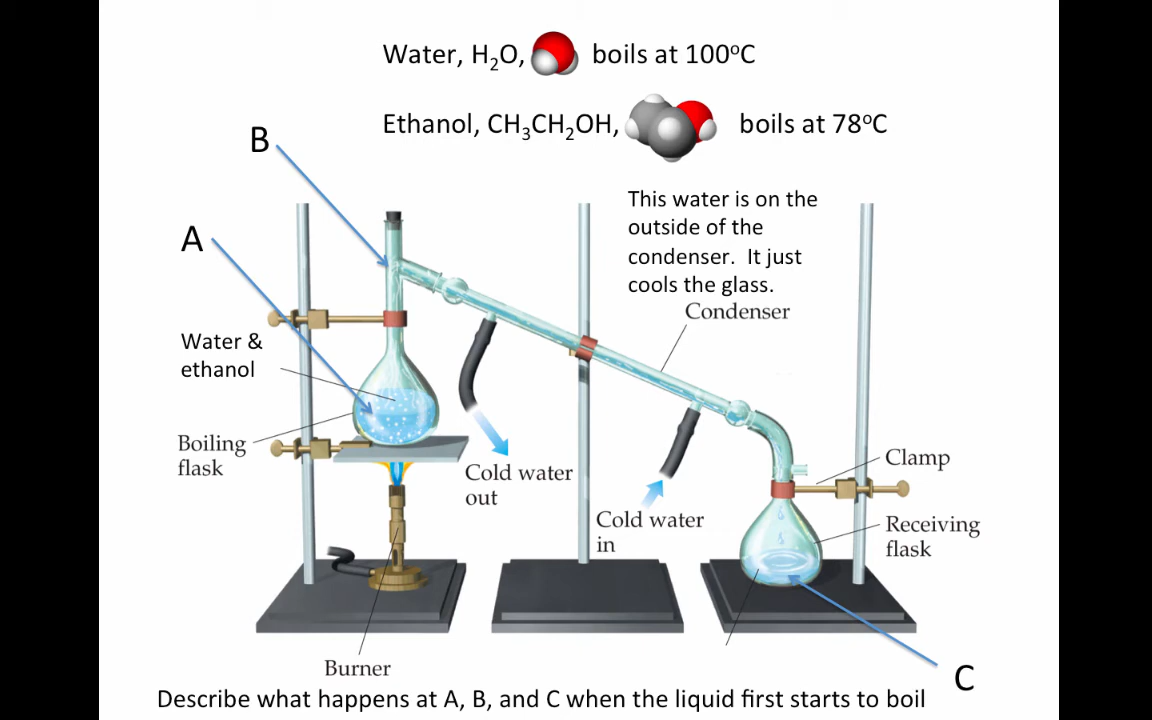 Water, H₂O, boils at 100°C
Ethanol, CH₃CH₂OH, boils at 78°C
B
This water is on the
outside of the
condenser. It just
cools the glass.
A
Condenser
Water &
ethanol
Boiling
flask
Cold water
out
Clamp
Cold water
in
Receiving
flask
Burner
C
Describe what happens at A, B, and C when the liquid first starts to boil